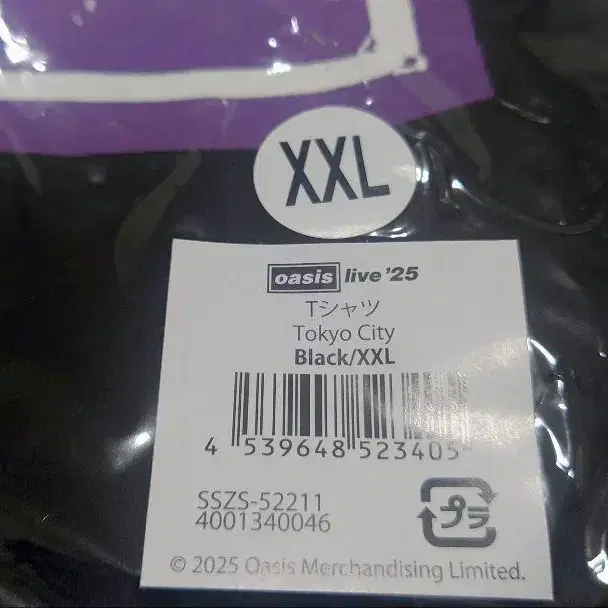 XXL
oasis live '25
Tシャツ
Tokyo City
Black/XXL
4 539648 523405
SSZS-52211
4001340046
プラ
© 2025 Oasis Merchandising Limited.